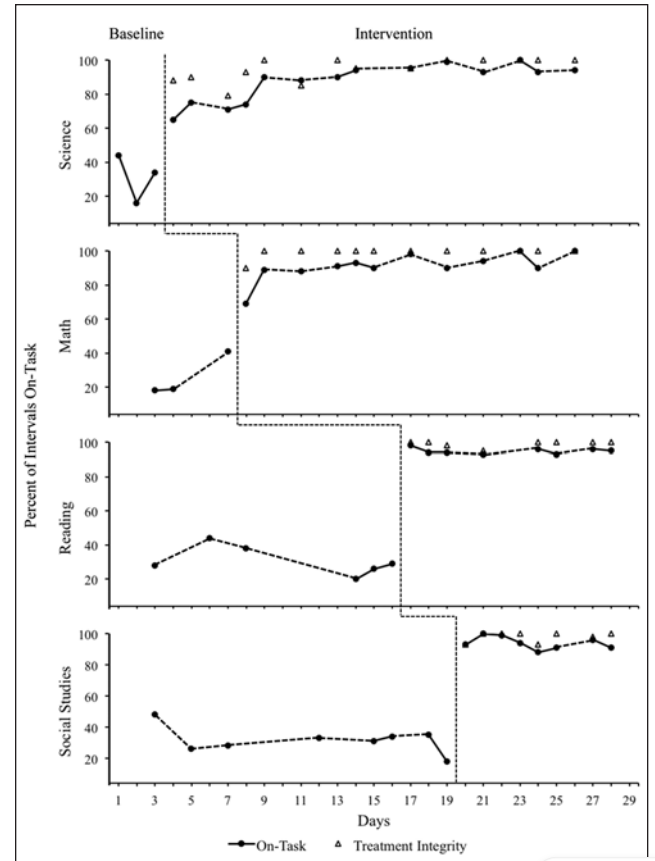 Baseline Intervention
100
80
60
40
20
Science
100
80
60
40
20
Math
100
80
60
40
20
Reading
100
80
60
40
20
Social Studies
Percent of Intervals On-Task
1 3 5 7 9 11 13 15 17 19 21 23 25 27 29
Days
On-Task Treatment Integrity